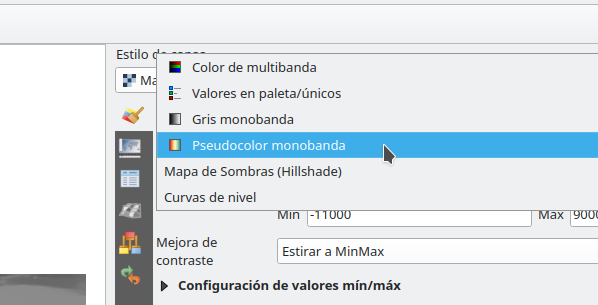 Estilo de capas
Ma
Color de multibanda
Valores en paleta/únicos
Gris monobanda
Pseudocolor monobanda
Mapa de Sombras (Hillshade)
Curvas de nivel
Mín -11000 Máx 9000
Mejora de contraste Estirar a MinMax
Configuración de valores mín/máx